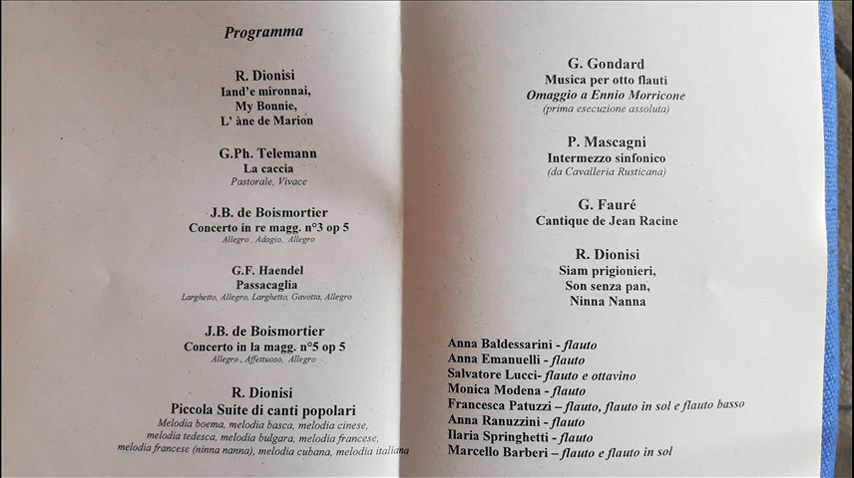 Programma
R. Dionisi
Iand'e mironnai,
My Bonnie,
L' àne de Marion
G.Ph. Telemann
La caccia
Pastorale, Vivace
J.B. de Boismortier
Concerto in re magg. n°3 op 5
Allegro , Adagio, Allegro
G.F. Haendel
Passacaglia
Larghetto, Allegro, Larghetto, Gavotta, Allegro
J.B. de Boismortier
Concerto in la magg. n°5 op 5
Allegro , Affettuoso, Allegro
R. Dionisi
Piccola Suite di canti popolari
Melodia boema, melodia basca, melodia cinese,
melodia tedesca, melodia bulgara, melodia francese,
melodia francese (ninna nanna), melodia cubana, melodia italiana
G. Gondard
Musica per otto flauti
Omaggio a Ennio Morricone
(prima esecuzione assoluta)
P. Mascagni
Intermezzo sinfonico
(da Cavalleria Rusticana)
G. Fauré
Cantique de Jean Racine
R. Dionisi
Siam prigionieri,
Son senza pan,
Ninna Nanna
Anna Baldessarini - flauto
Anna Emanuelli - flauto
Salvatore Lucci- flauto e ottavino
Monica Modena - flauto
Francesca Patuzzi – flauto, flauto in sol e flauto basso
Anna Ranuzzini - flauto
Ilaria Springhetti - flauto
Marcello Barberi – flauto e flauto in sol